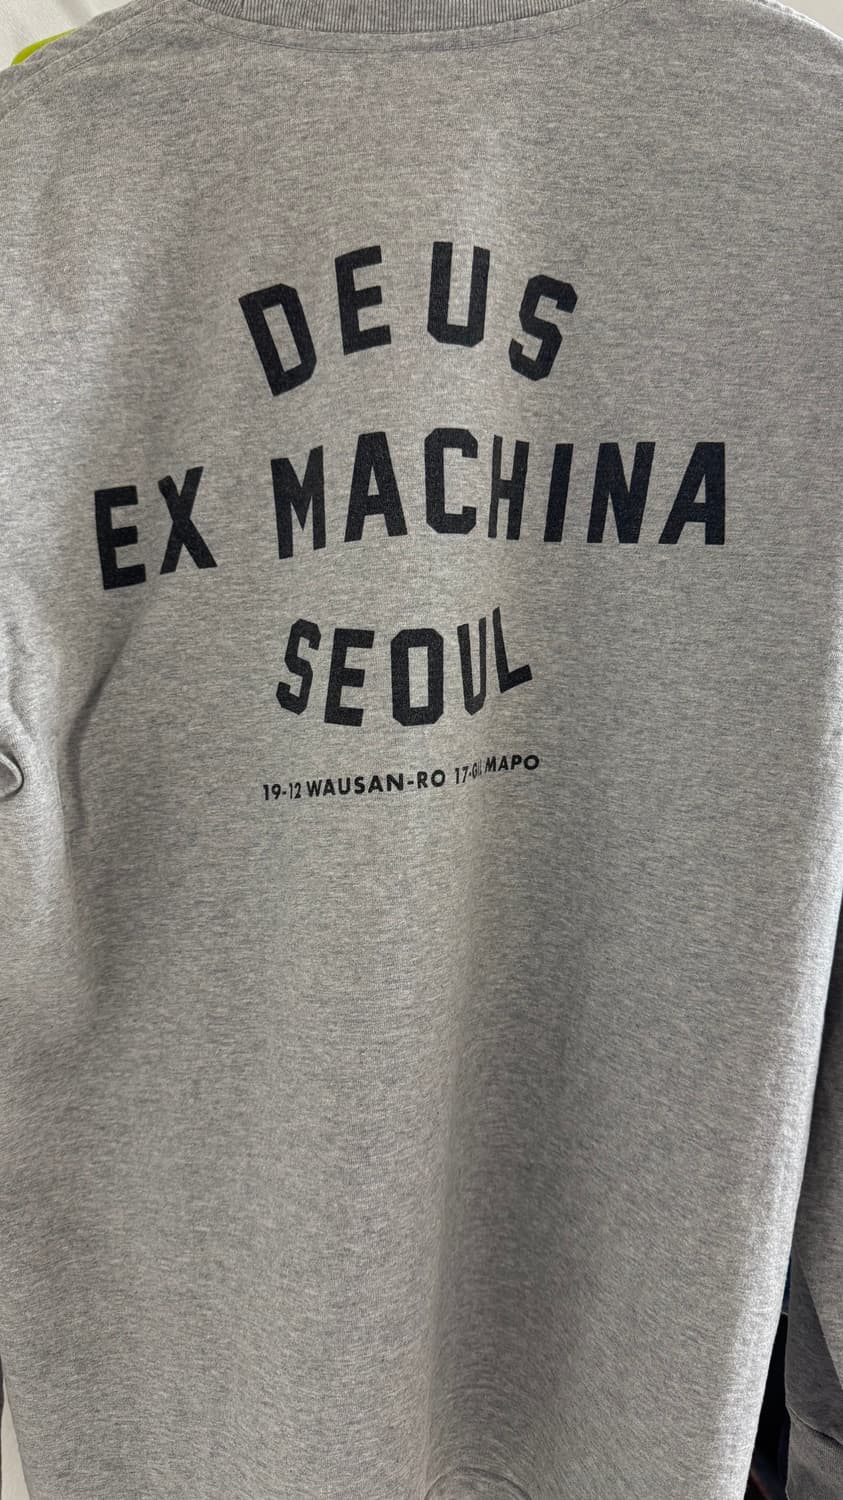 DEUS
EX MACHINA
SEOUL
19-12 WAUSAN-RO 17-GIL MAPO